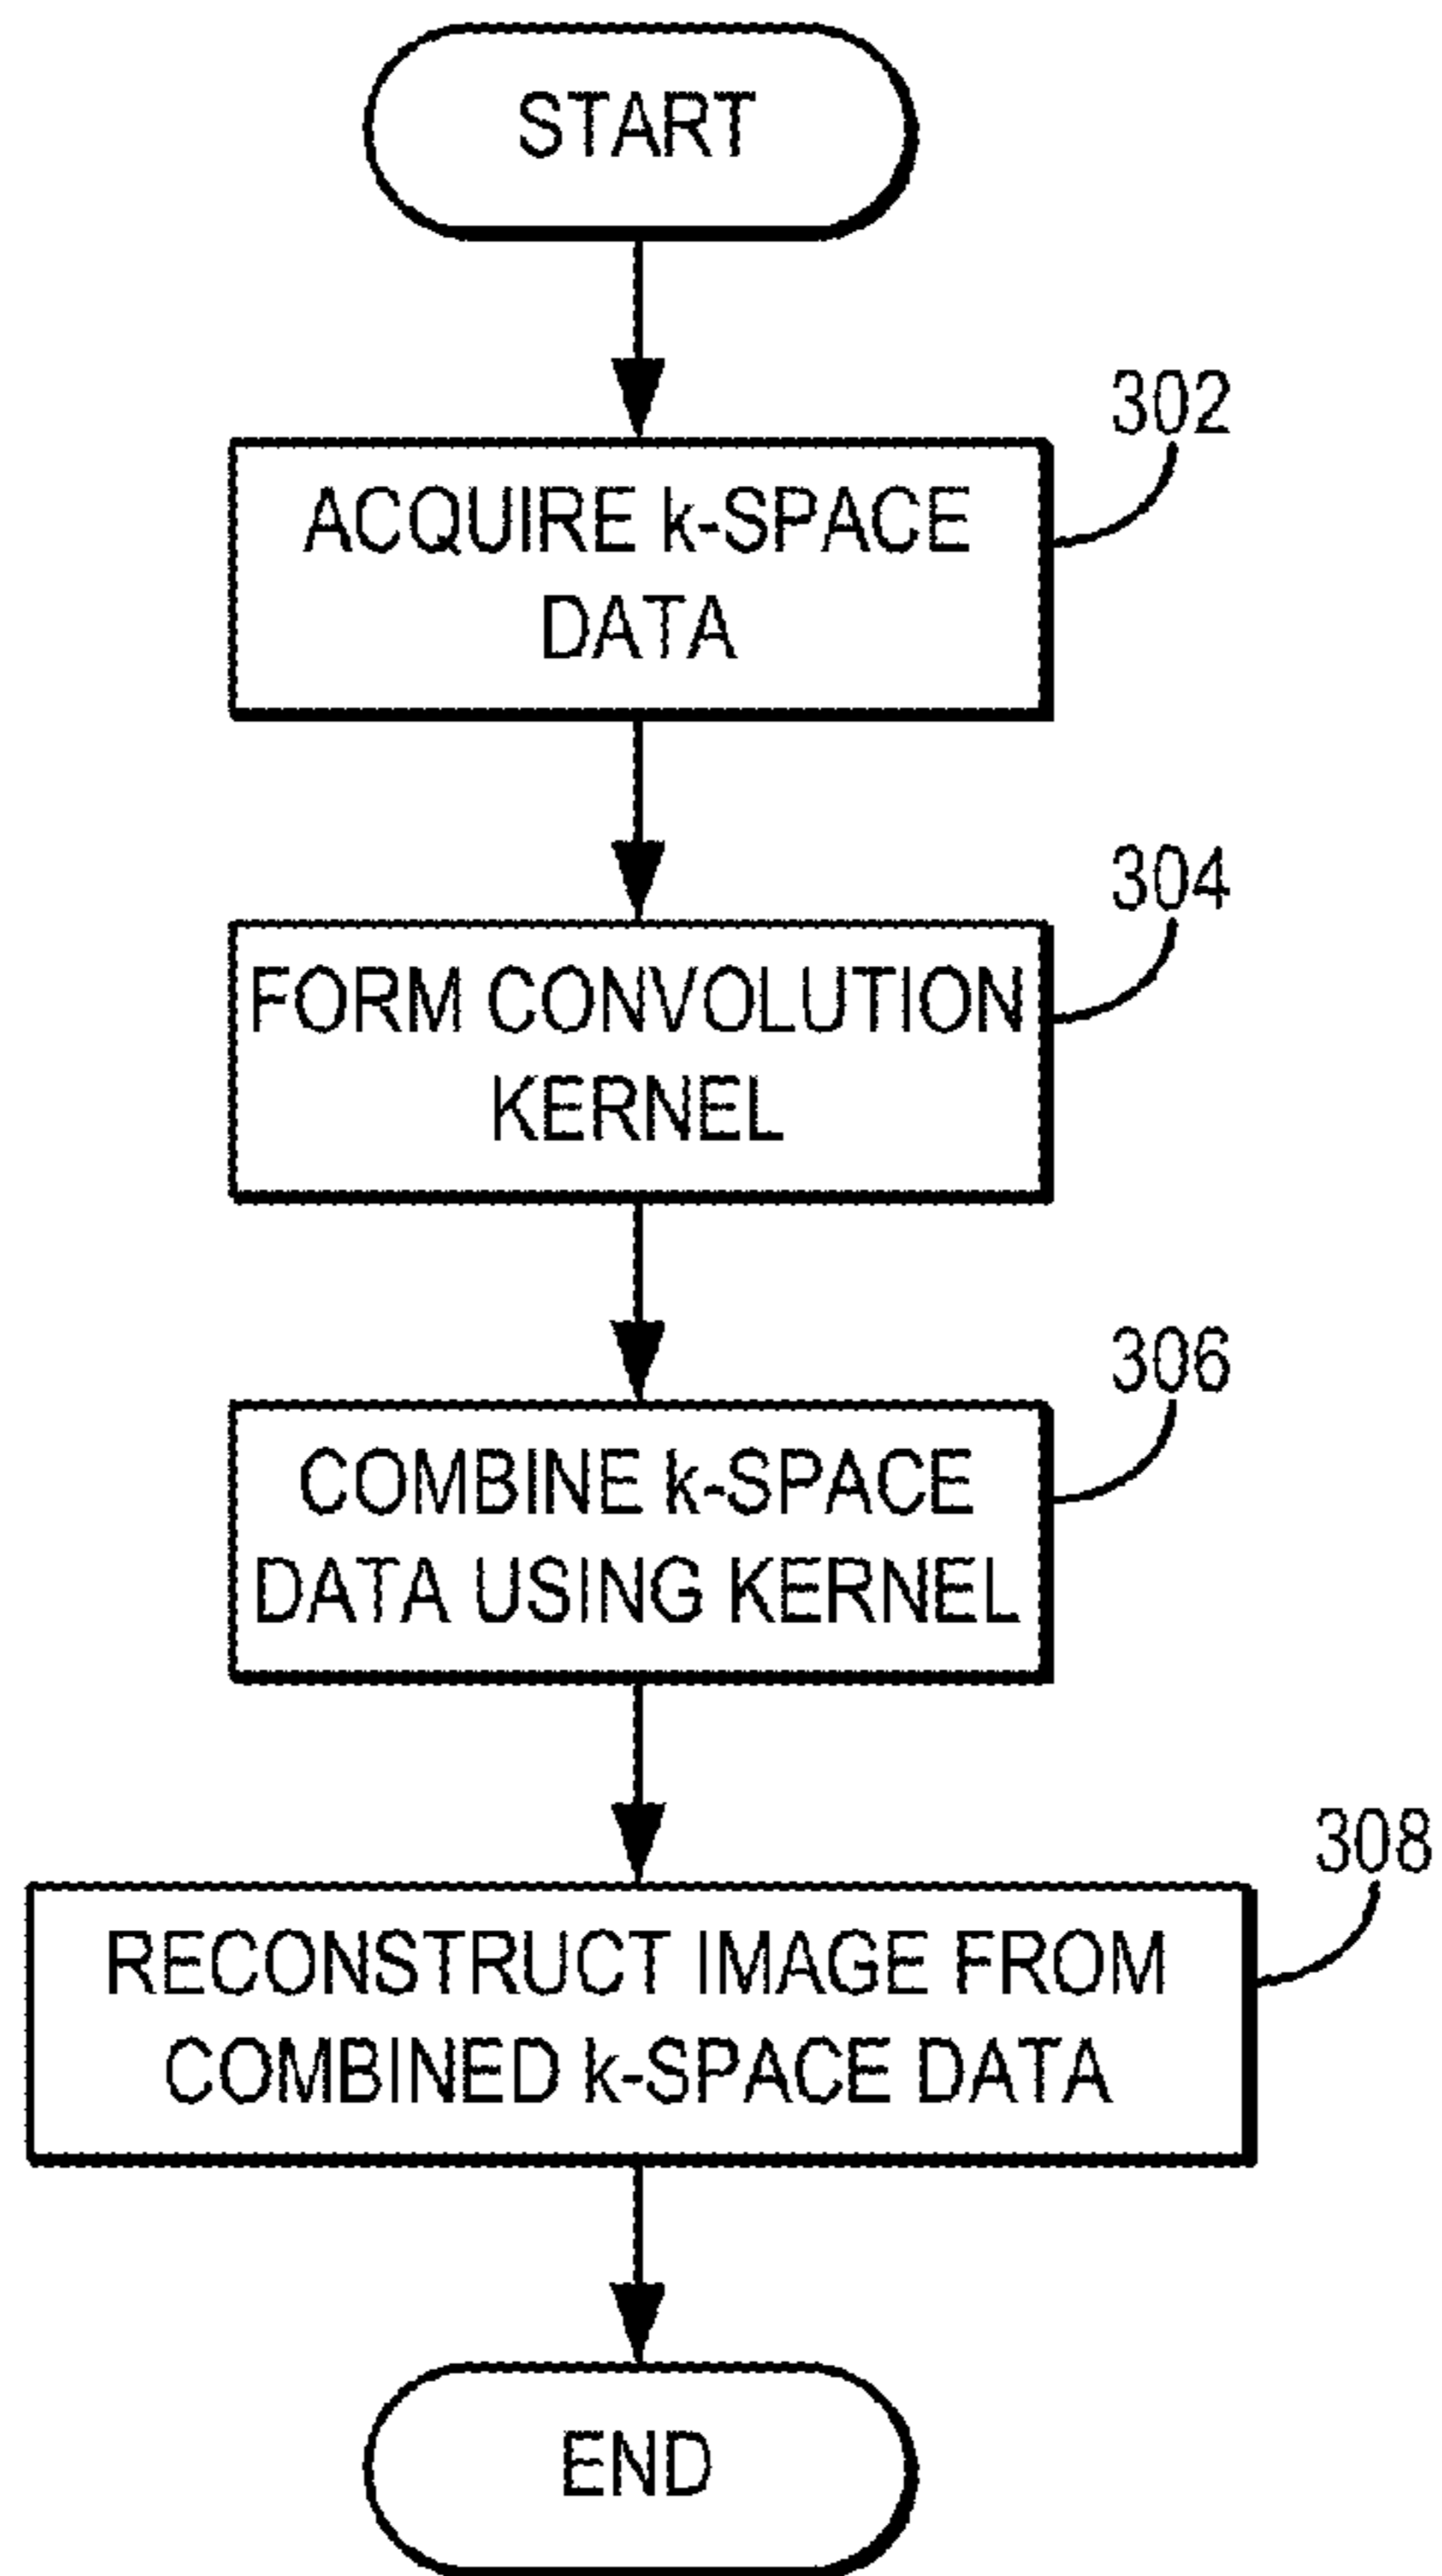 START
302
ACQUIRE k-SPACE
DATA
304
FORM CONVOLUTION
KERNEL
306
COMBINE k-SPACE
DATA USING KERNEL
308
RECONSTRUCT IMAGE FROM
COMBINED k-SPACE DATA
END